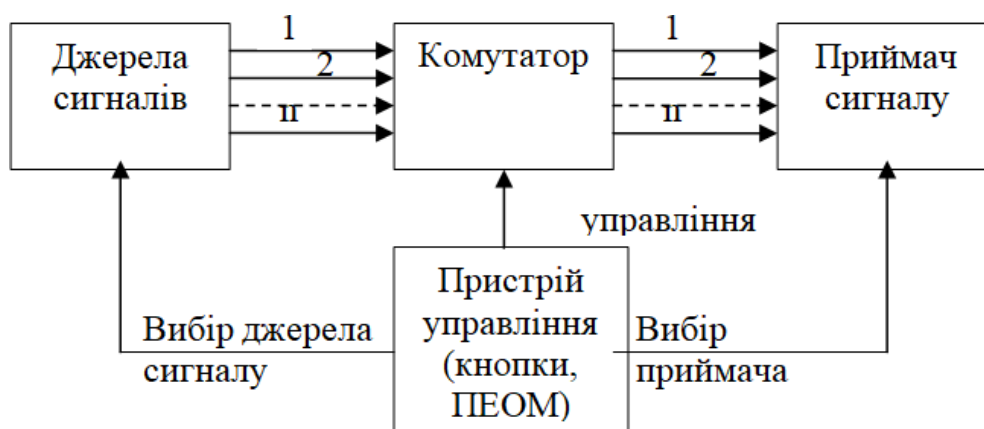 Джерела
сигналів
1
2
n
Комутатор
1
2
n
Приймач
сигналу
управління
Пристрій
управління
(кнопки,
ПЕОМ)
Вибір джерела
сигналу
Вибір
приймача